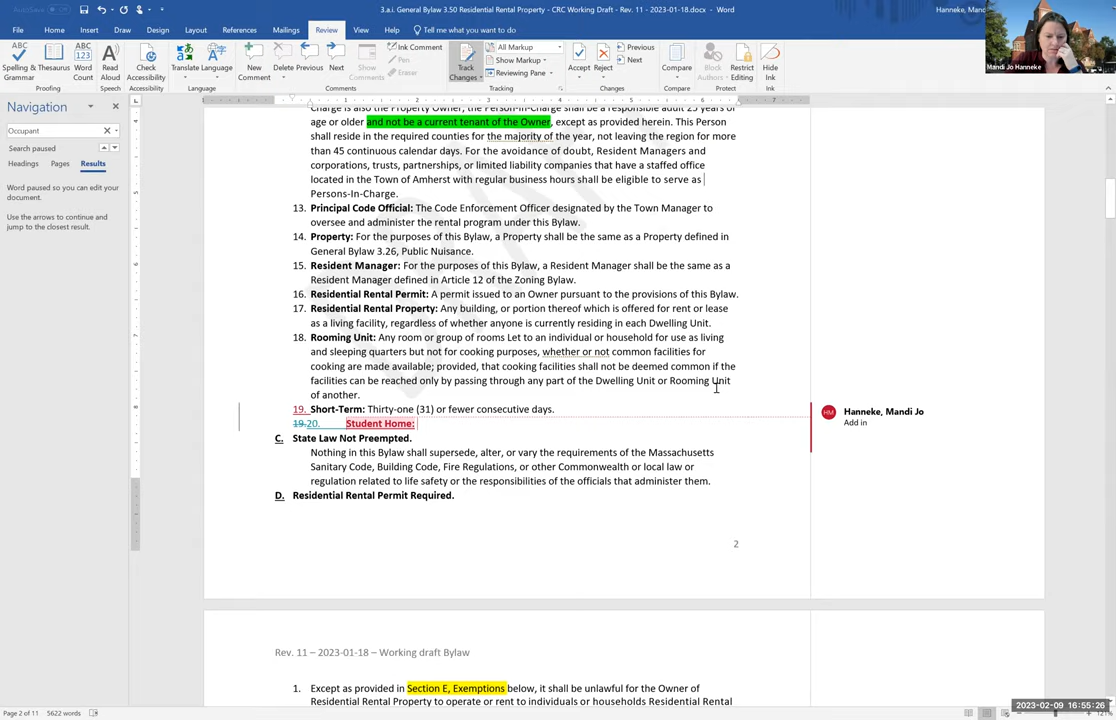 AutoSave
3.a.i. General Bylaw 3.50 Residential Rental Property - CRC Working Draft - Rev. 11 - 2023-01-18.docx - Word
Hanneke, Mandi
File Home Insert Draw Design Layout References Mailings Review View Help Tell me what you want to do
Spelling & Grammar Thesaurus Word Count Read Aloud Check Accessibility Translate Language New Comment Delete Previous Next Show Comments Ink Comment Pen Eraser Track Changes All Markup Show Markup Reviewing Pane Accept Reject Previous Next Compare Block Authors Restrict Editing Hide Ink
Proofing Speech Accessibility Language Comments Tracking Changes Compare Protect Ink
Mandi Jo Hanneke
Navigation
Occupant
Search paused
Headings Pages Results
Word paused so you can edit your document.
Use the arrows to continue and jump to the closest result.
Charge is also the Property Owner, the Person-in-Charge shall be a responsible adult 25 years of
age or older and not be a current tenant of the Owner, except as provided herein. This Person
shall reside in the required counties for the majority of the year, not leaving the region for more
than 45 continuous calendar days. For the avoidance of doubt, Resident Managers and
corporations, trusts, partnerships, or limited liability companies that have a staffed office
located in the Town of Amherst with regular business hours shall be eligible to serve as
Persons-In-Charge.
13. Principal Code Official: The Code Enforcement Officer designated by the Town Manager to
oversee and administer the rental program under this Bylaw.
14. Property: For the purposes of this Bylaw, a Property shall be the same as a Property defined in
General Bylaw 3.26, Public Nuisance.
15. Resident Manager: For the purposes of this Bylaw, a Resident Manager shall be the same as a
Resident Manager defined in Article 12 of the Zoning Bylaw.
16. Residential Rental Permit: A permit issued to an Owner pursuant to the provisions of this Bylaw.
17. Residential Rental Property: Any building, or portion thereof which is offered for rent or lease
as a living facility, regardless of whether anyone is currently residing in each Dwelling Unit.
18. Rooming Unit: Any room or group of rooms Let to an individual or household for use as living
and sleeping quarters but not for cooking purposes, whether or not common facilities for
cooking are made available; provided, that cooking facilities shall not be deemed common if the
facilities can be reached only by passing through any part of the Dwelling Unit or Rooming Unit
of another.
19. Short-Term: Thirty-one (31) or fewer consecutive days.
19.20. Student Home:
Hanneke, Mandi Jo
Add in
HM
C. State Law Not Preempted.
Nothing in this Bylaw shall supersede, alter, or vary the requirements of the Massachusetts
Sanitary Code, Building Code, Fire Regulations, or other Commonwealth or local law or
regulation related to life safety or the responsibilities of the officials that administer them.
D. Residential Rental Permit Required.
2
Rev. 11 – 2023-01-18 – Working draft Bylaw
1. Except as provided in Section E, Exemptions below, it shall be unlawful for the Owner of
Residential Rental Property to operate or rent to individuals or households Residential Rental
2023-02-09 16:55:26
Page 2 of 11 5622 words